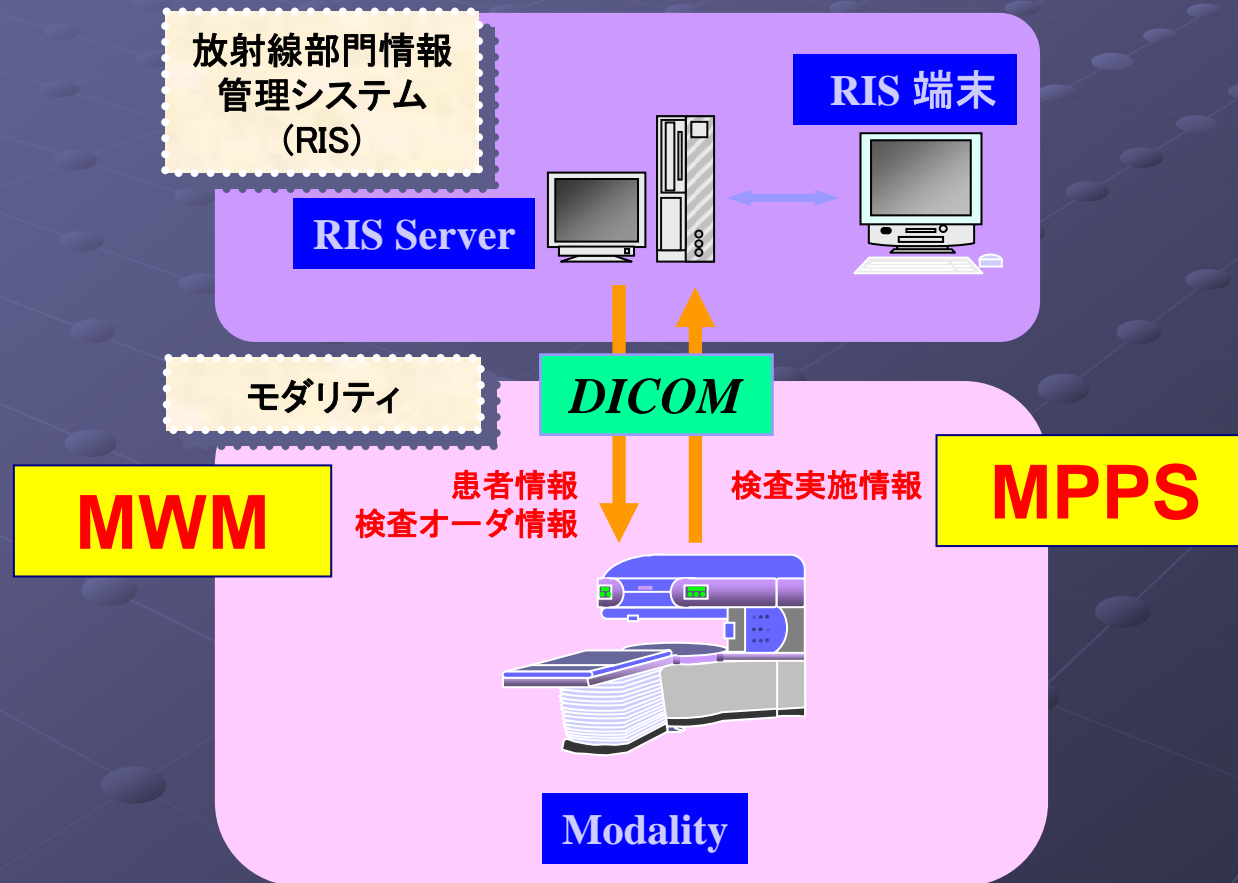 放射線部門情報
管理システム
(RIS)
RIS 端末
RIS Server
モダリティ
DICOM
MWM
患者情報
検査オーダ情報
検査実施情報
MPPS
Modality